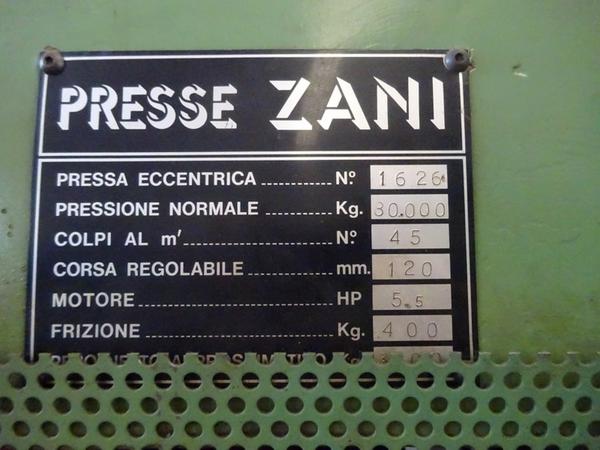 PRESSE ZANI
PRESSA ECCENTRICA ............ N° 1626
PRESSIONE NORMALE ............ Kg. 80.000
COLPI AL m' ............ N° 45
CORSA REGOLABILE ............ mm. 120
MOTORE ............ HP 5.5
FRIZIONE ............ Kg. 400